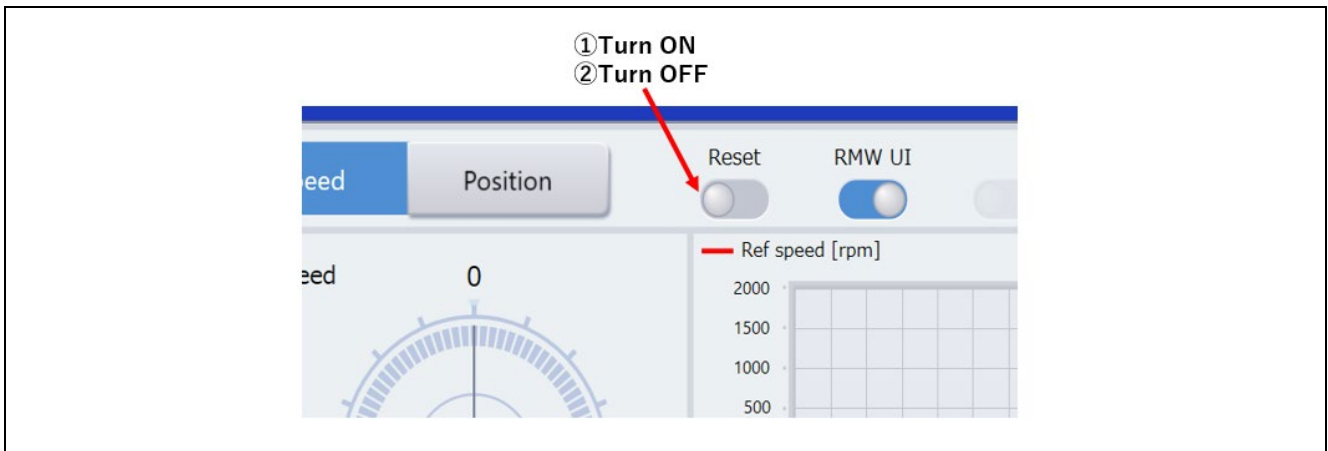 ①Turn ON
②Turn OFF
Reset
RMW UI
eed
Position
Ref speed [rpm]
eed
0
2000
1500
1000
500